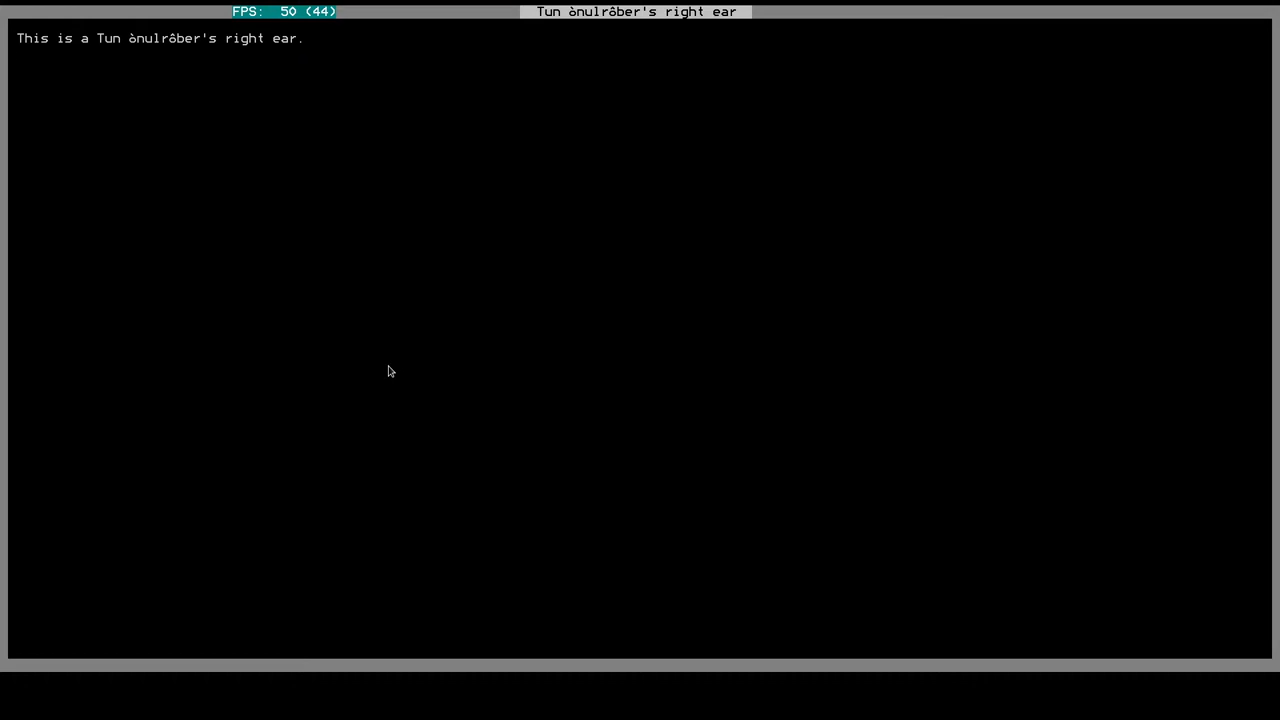 FPS:  50 (44)
Tun ònulrôber's right ear
This is a Tun ònulrôber's right ear.